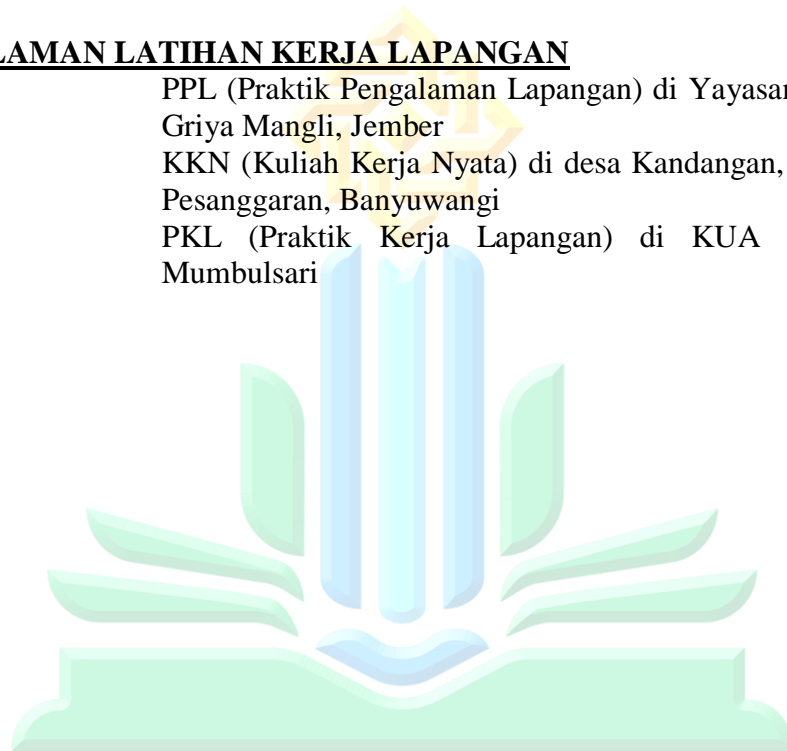 LAMAN LATIHAN KERJA LAPANGAN
PPL (Praktik Pengalaman Lapangan) di Yayasan
Griya Mangli, Jember
KKN (Kuliah Kerja Nyata) di desa Kandangan,
Pesanggaran, Banyuwangi
PKL (Praktik Kerja Lapangan) di KUA
Mumbulsari